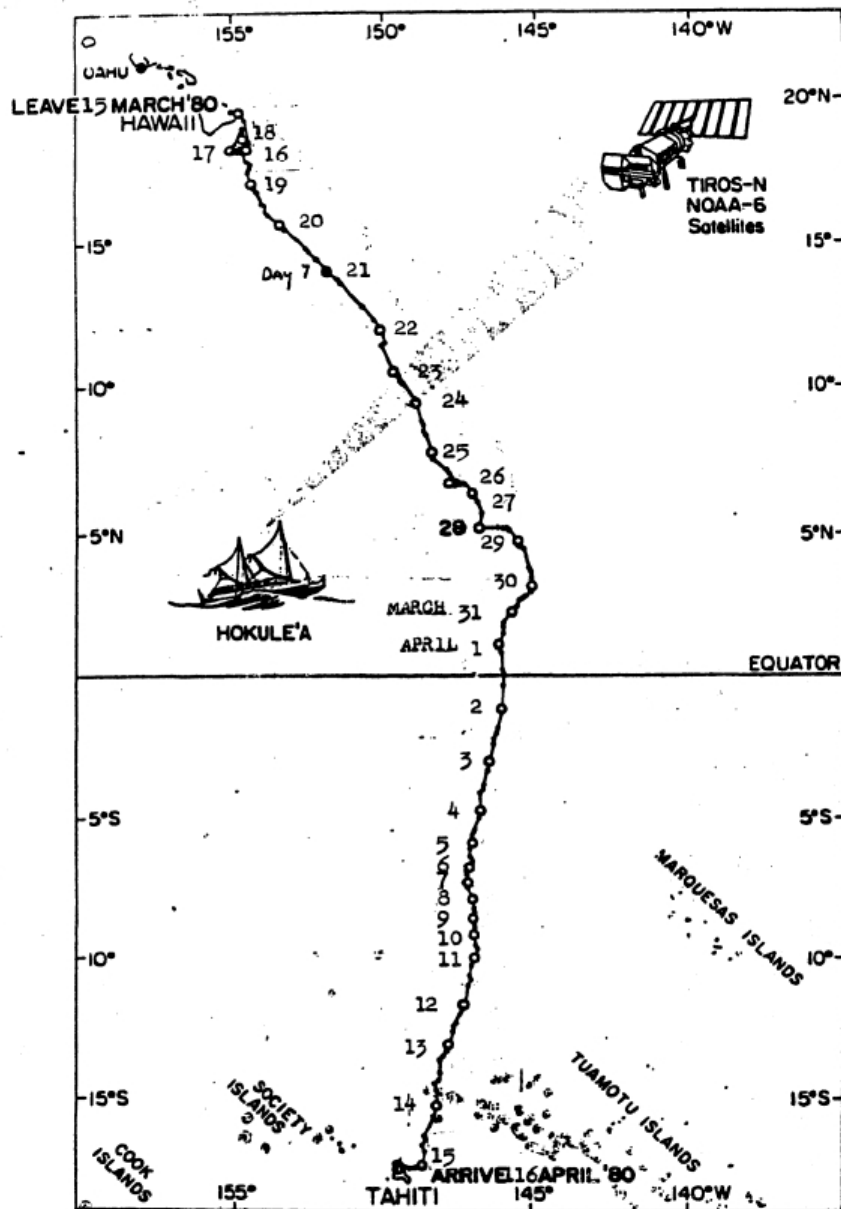 155° 150° 145° 140°W
OAHU
LEAVE 15 MARCH '80
HAWAII
20°N
18
17 16
19
TIROS-N
NOAA-6
Satellites
20
15° 15°
DAY 7 21
22
23
10° 10°
24
25
26
27
28
5°N 5°N
29
30
MARCH 31
HOKULE'A
APRIL 1
EQUATOR
2
3
4
5°S 5°S
5
6
7
8
9
10
11
MARQUESAS ISLANDS
10° 10°
12
13
SOCIETY
ISLANDS
TUAMOTU ISLANDS
14
15°S 15°S
COOK
ISLANDS
15
ARRIVE 16 APRIL '80
TAHITI
155° 150° 145° 140°W